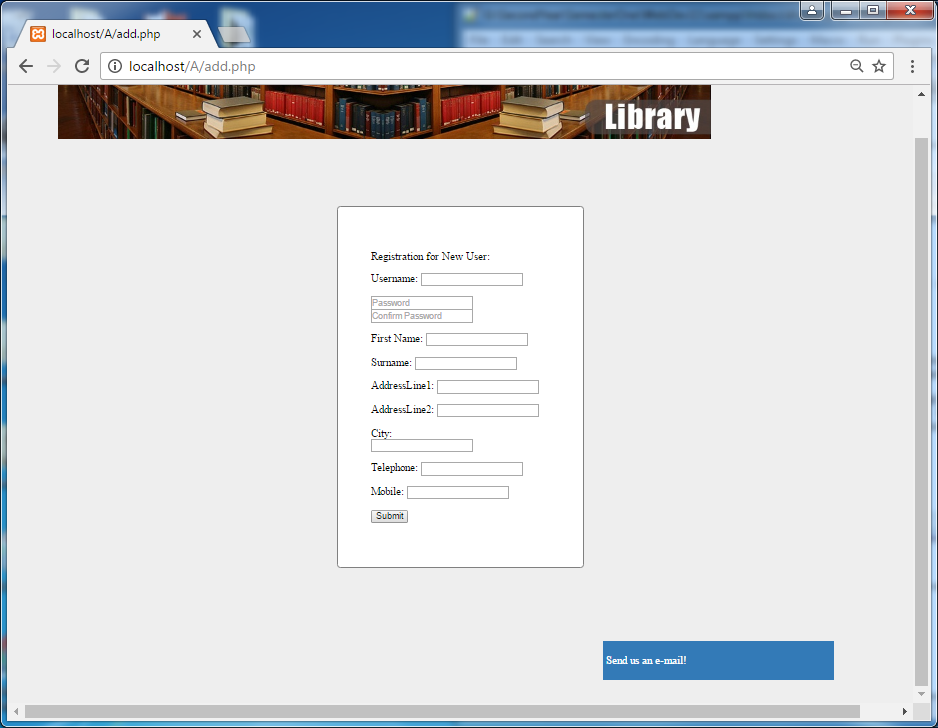 localhost/A/add.php
localhost/A/add.php
Library
Registration for New User:
Username:
Password
Confirm Password
First Name:
Surname:
AddressLine1:
AddressLine2:
City:
Telephone:
Mobile:
Submit
Send us an e-mail!